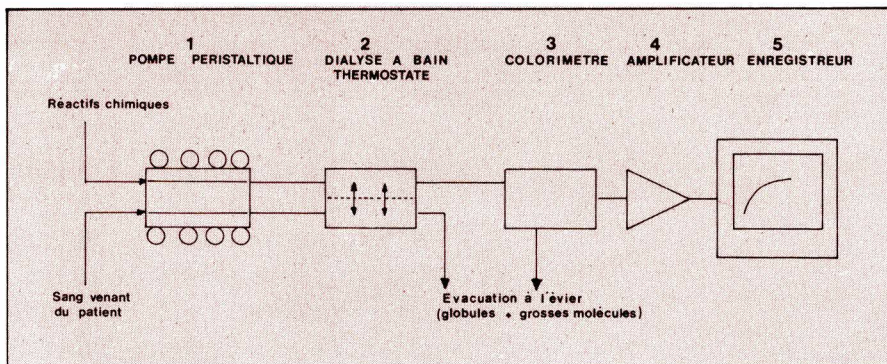 1
POMPE PERISTALTIQUE
2
DIALYSE A BAIN
THERMOSTATE
3
COLORIMETRE
4
AMPLIFICATEUR
5
ENREGISTREUR
Réactifs chimiques
Sang venant
du patient
Evacuation à l'évier
(globules + grosses molécules)